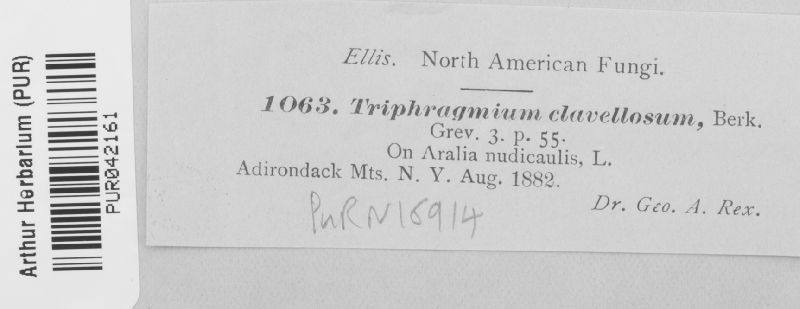 Arthur Herbarium (PUR)
PUR042161
Ellis. North American Fungi.
1063. Triphragmium clavellosum, Berk.
Grev. 3. p. 55.
On Aralia nudicaulis, L.
Adirondack Mts. N. Y. Aug. 1882.
Dr. Geo. A. Rex.
PUR N16914